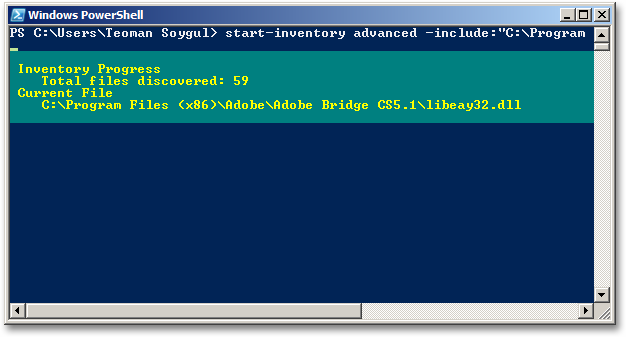 Windows PowerShell
PS C:\Users\Teoman Soygul> start-inventory advanced -include:"C:\Program
Inventory Progress
Total files discovered: 59
Current File
C:\Program Files (x86)\Adobe\Adobe Bridge CS5.1\libeay32.dll